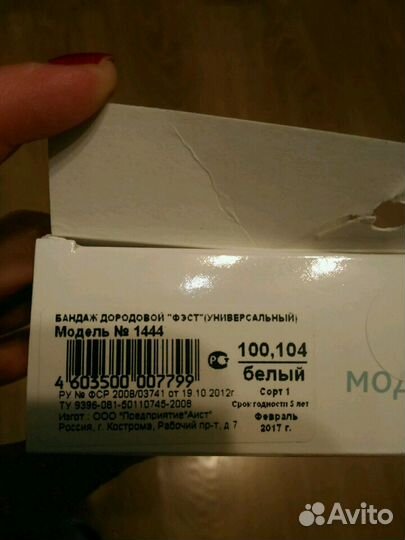 БАНДАЖ ДОРОДОВОЙ "ФЭСТ"(УНИВЕРСАЛЬНЫЙ)
Модель № 1444
100,104
белый
4 603500 007799
Сорт 1
РУ № ФСР 2008/03741 от 19.10.2012г
Срок годности 5 лет
ТУ 9396-081-50110745-2008
Февраль
2017 г.
Изгот : ООО "Предприятие"Аист"
Россия, г. Кострома, Рабочий пр-т, д 7
МОД
Avito